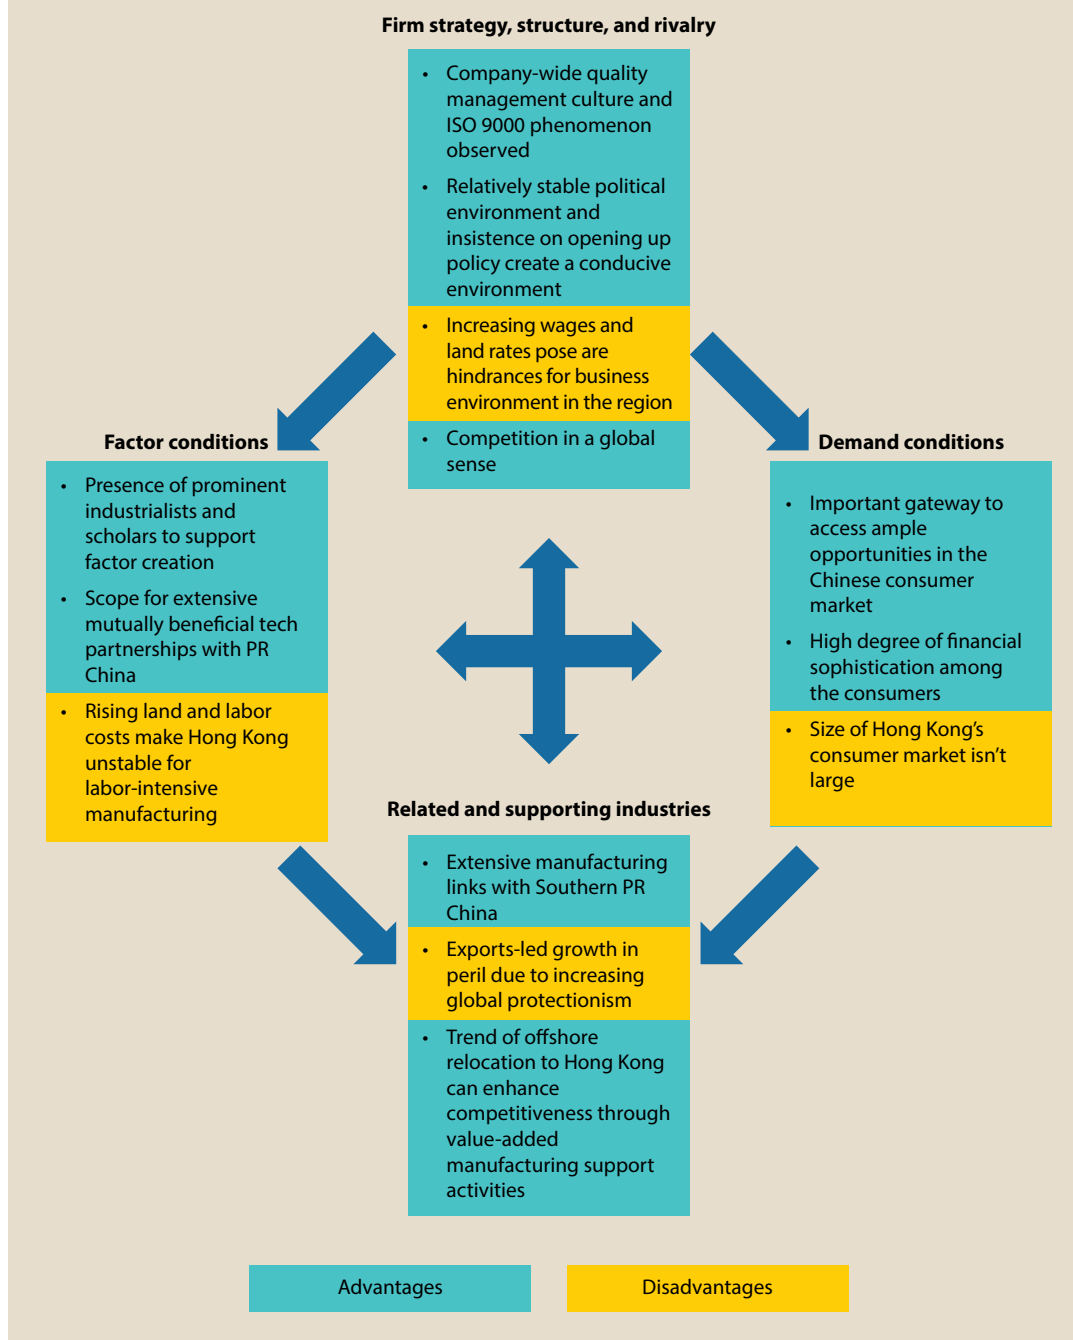 Firm strategy, structure, and rivalry
• Company-wide quality
management culture and
ISO 9000 phenomenon
observed
• Relatively stable political
environment and
insistence on opening up
policy create a conducive
environment
• Increasing wages and
land rates pose are
hindrances for business
environment in the region
• Competition in a global
sense
Factor conditions
• Presence of prominent
industrialists and
scholars to support
factor creation
• Scope for extensive
mutually beneficial tech
partnerships with PR
China
• Rising land and labor
costs make Hong Kong
unstable for
labor-intensive
manufacturing
Demand conditions
• Important gateway to
access ample
opportunities in the
Chinese consumer
market
• High degree of financial
sophistication among
the consumers
• Size of Hong Kong’s
consumer market isn’t
large
Related and supporting industries
• Extensive manufacturing
links with Southern PR
China
• Exports-led growth in
peril due to increasing
global protectionism
• Trend of offshore
relocation to Hong Kong
can enhance
competitiveness through
value-added
manufacturing support
activities
Advantages
Disadvantages